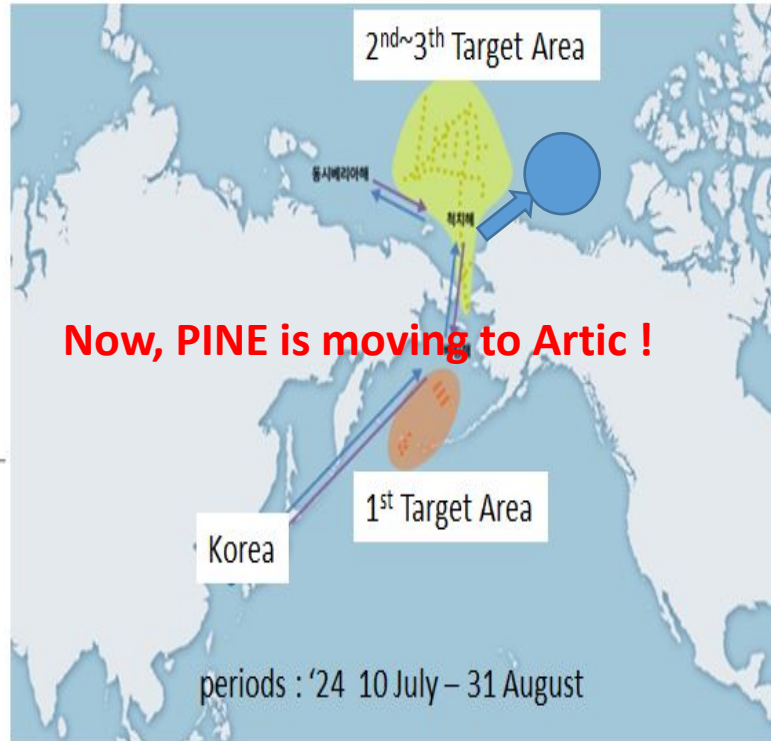 2nd~3th Target Area
동시베리아해
척치해
Now, PINE is moving to Artic !
1st Target Area
Korea
periods : ‘24 10 July – 31 August